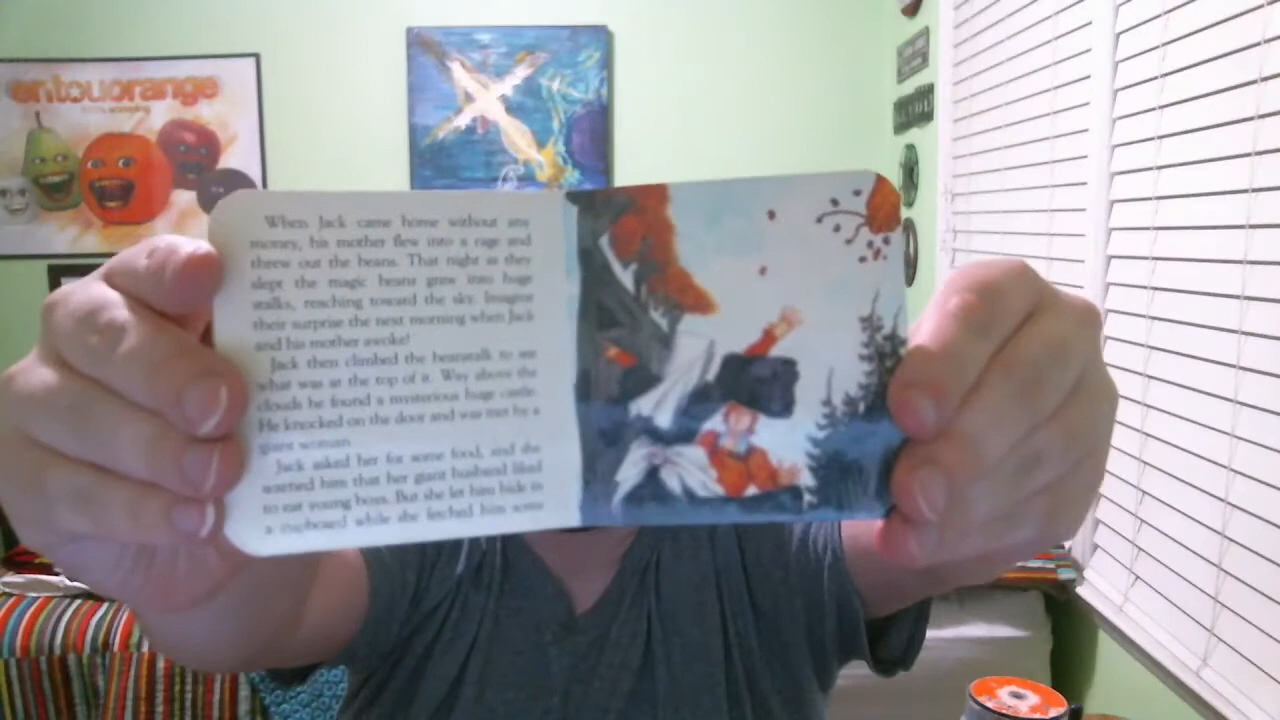 entouorange
When Jack came home without any
money, his mother flew into a rage and
threw out the beans. That night as they
slept the magic beans grew into huge
stalks, reaching toward the sky. Imagine
their surprise the next morning when Jack
and his mother awoke!
Jack then climbed the beanstalk to see
what was at the top of it. Way above the
clouds he found a mysterious huge castle.
He knocked on the door and was met by a
giant woman
Jack asked her for some food, and she
warned him that her giant husband liked
to eat young boys. But she let him hide in
a cupboard while she fetched him some